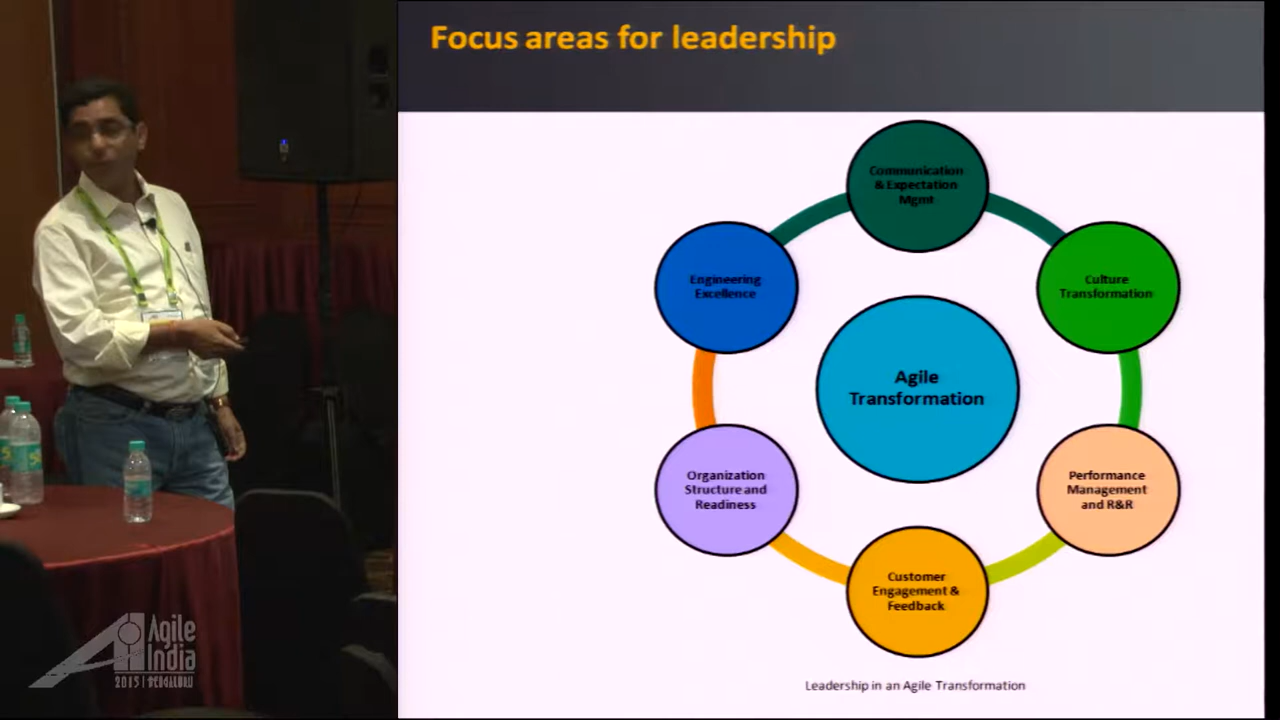 Focus areas for leadership
Communication
& Expectation
Mgmt
Engineering
Excellence
Culture
Transformation
Agile
Transformation
Organization
Structure and
Readiness
Performance
Management
and R&R
Customer
Engagement &
Feedback
Leadership in an Agile Transformation
Agile
India
2015 | BENGALURU